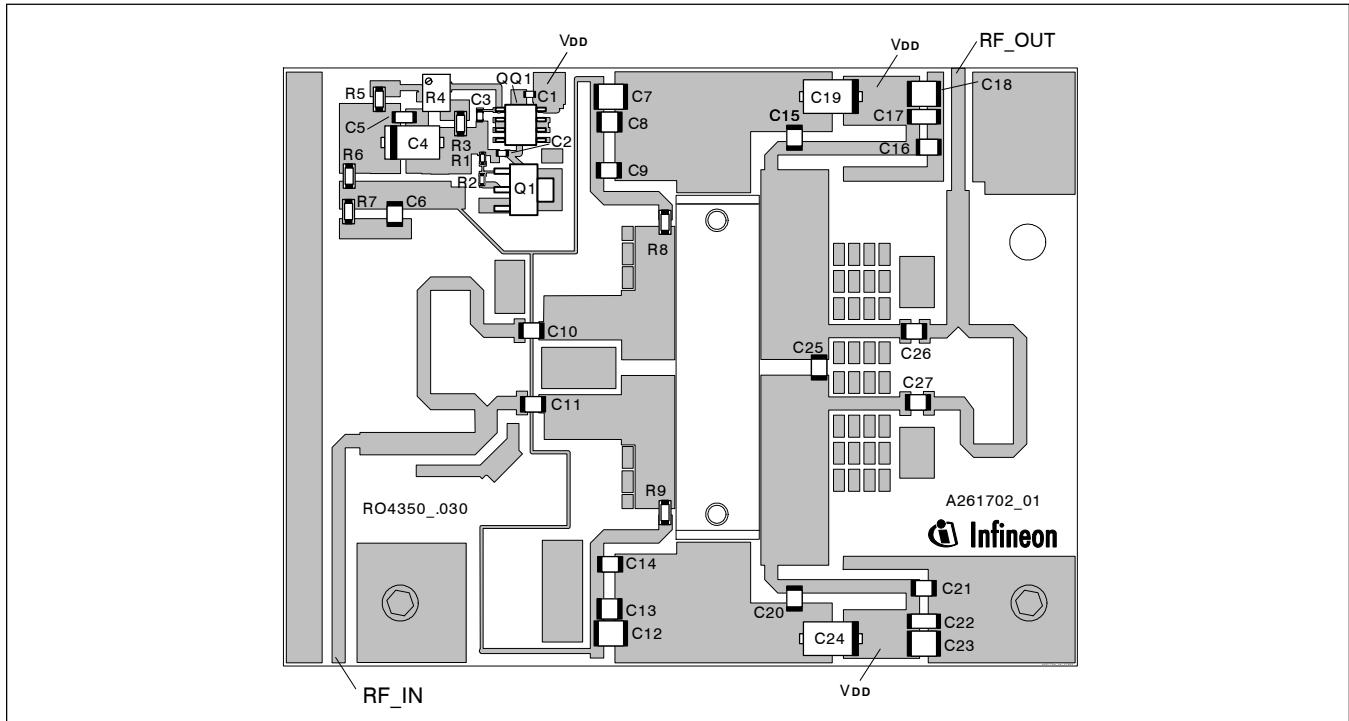 VDD
VDD
RF_OUT
QQ1
R5
R4
C3
C1
C7
C19
C18
C5
C4
R3
C8
C15
C17
C2
R1
C16
R6
R2
Q1
C9
R7
C6
R8
C10
C26
C25
C27
C11
R9
RO4350_.030
A261702_01
Infineon
C14
C21
C13
C20
C22
C12
C24
C23
VDD
RF_IN